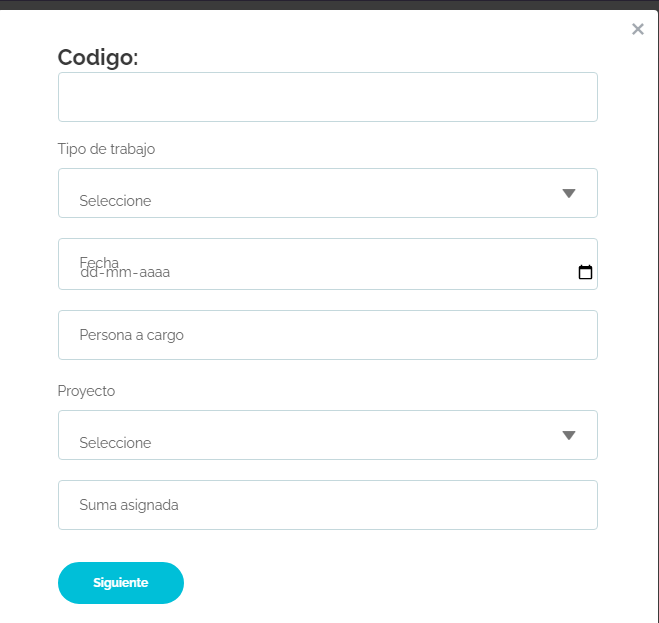 Codigo:
Tipo de trabajo
Seleccione
Fecha
dd-mm-aaaa
Persona a cargo
Proyecto
Seleccione
Suma asignada
Siguiente